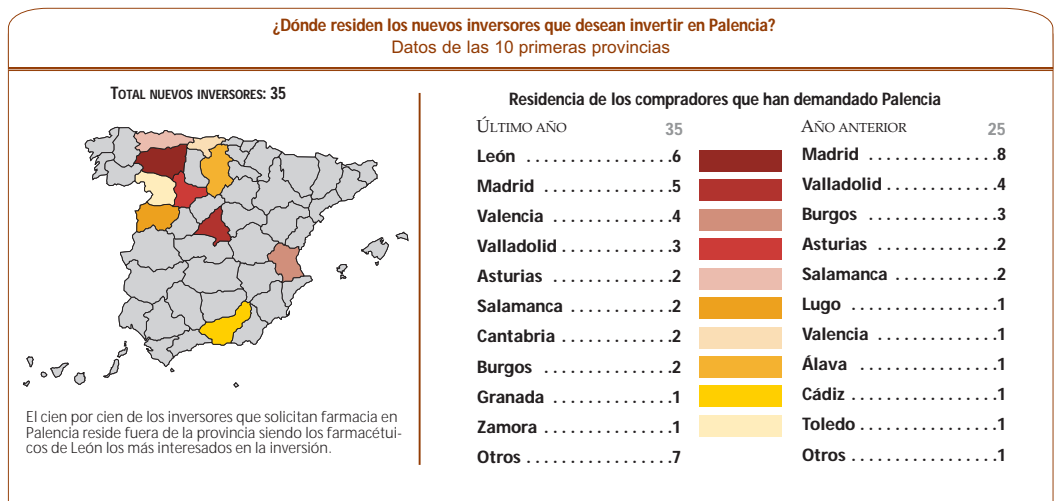 ¿Dónde residen los nuevos inversores que desean invertir en Palencia?
Datos de las 10 primeras provincias
TOTAL NUEVOS INVERSORES: 35
El cien por cien de los inversores que solicitan farmacia en
Palencia reside fuera de la provincia siendo los farmacétui-
cos de León los más interesados en la inversión.
Residencia de los compradores que han demandado Palencia
ÚLTIMO AÑO 35
León . . . . . . . . . . . . . . . . .6
Madrid . . . . . . . . . . . . . . .5
Valencia . . . . . . . . . . . . . .4
Valladolid . . . . . . . . . . . . .3
Asturias . . . . . . . . . . . . . .2
Salamanca . . . . . . . . . . . .2
Cantabria . . . . . . . . . . . . .2
Burgos . . . . . . . . . . . . . . .2
Granada . . . . . . . . . . . . . .1
Zamora . . . . . . . . . . . . . . .1
Otros . . . . . . . . . . . . . . . .7
AÑO ANTERIOR 25
Madrid . . . . . . . . . . . . . . .8
Valladolid . . . . . . . . . . . . .4
Burgos . . . . . . . . . . . . . . .3
Asturias . . . . . . . . . . . . . .2
Salamanca . . . . . . . . . . . .2
Lugo . . . . . . . . . . . . . . . . .1
Valencia . . . . . . . . . . . . . .1
Álava . . . . . . . . . . . . . . . .1
Cádiz . . . . . . . . . . . . . . . .1
Toledo . . . . . . . . . . . . . . .1
Otros . . . . . . . . . . . . . . . .1